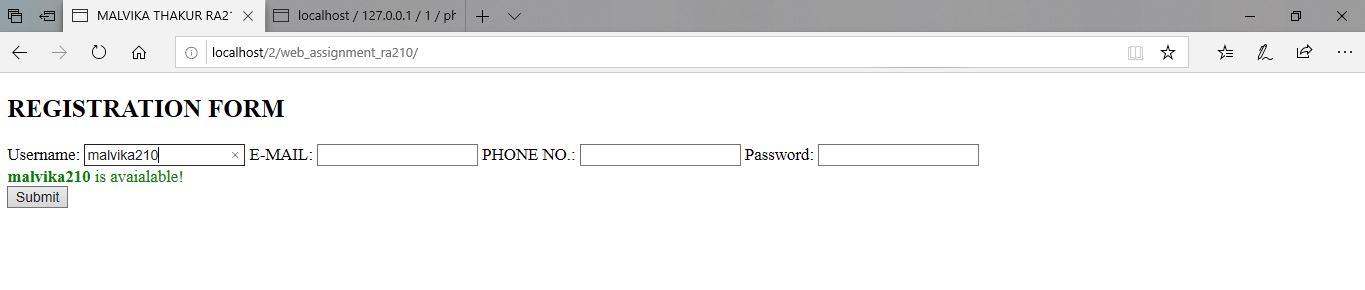 MALVIKA THAKUR RA21 localhost / 127.0.0.1 / 1 / ph
localhost/2/web_assignment_ra210/
REGISTRATION FORM
Username: malvika210 E-MAIL: PHONE NO.: Password:
malvika210 is avaialable!
Submit